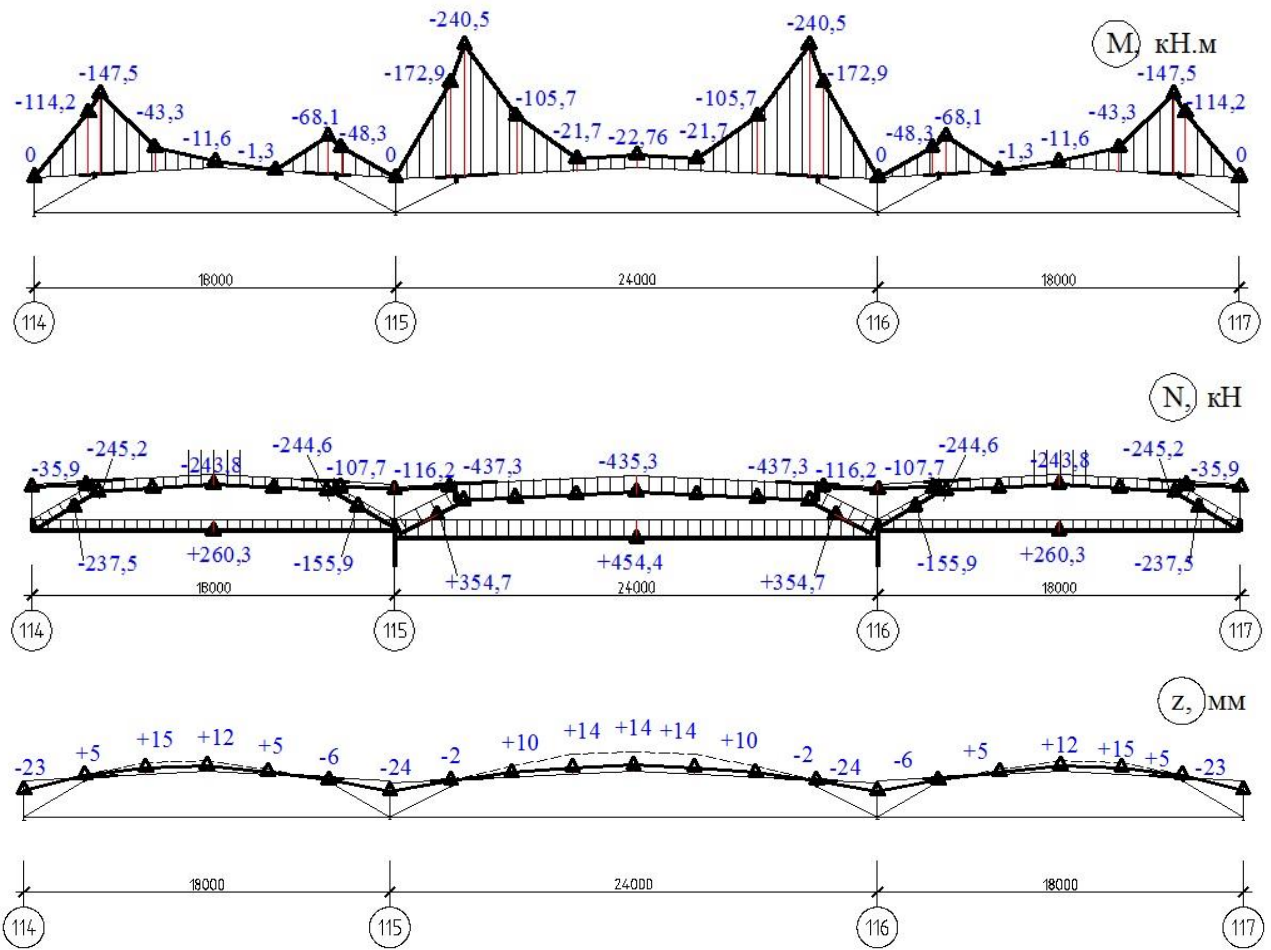 -240,5 -240,5
M, кН.м
-147,5 -172,9 -172,9 -147,5
-114,2 -43,3 -68,1 -105,7 -105,7 -68,1 -43,3 -114,2
-11,6 -48,3 -21,7 -22,76 -21,7 -48,3 -11,6
0 -1,3 0 0 -1,3 0
18000 24000 18000
114 115 116 117
N, кН
-245,2 -244,6 -244,6 -245,2
-35,9 -243,8 -107,7 -116,2 -437,3 -435,3 -437,3 -116,2 -107,7 -243,8 -35,9
-237,5 +260,3 -155,9 +454,4 -155,9 +260,3 -237,5
+354,7 +354,7
18000 24000 18000
114 115 116 117
z, мм
+15 +12 +14 +14 +14 +12 +15
-23 +5 +5 -6 -24 -2 +10 +10 -2 -24 -6 +5 +5 -23
18000 24000 18000
114 115 116 117